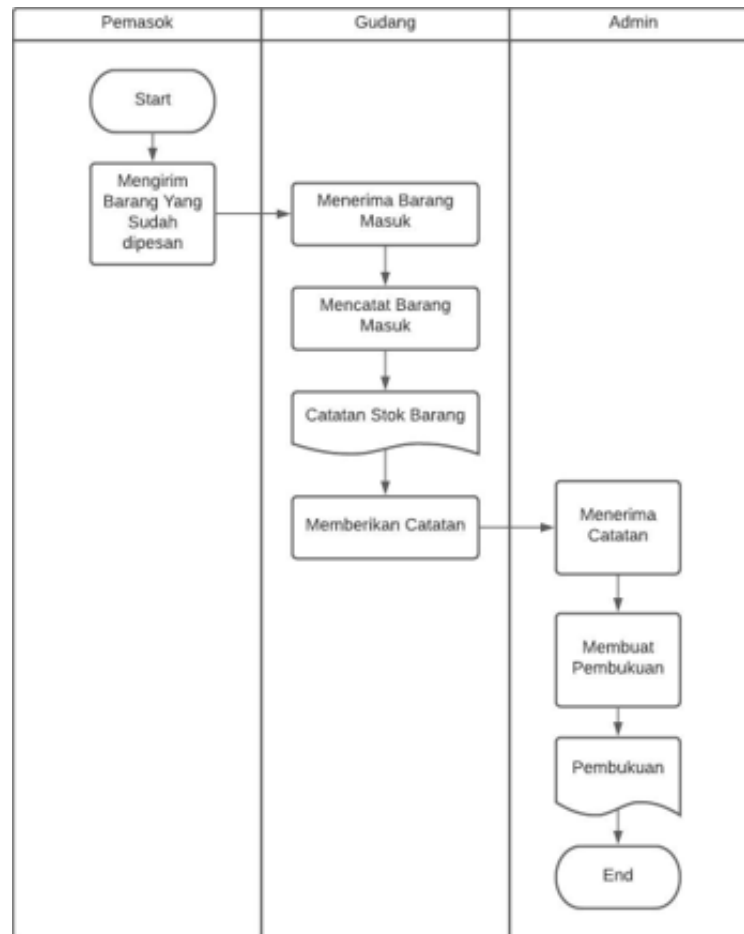 Pemasok
Gudang
Admin
Start
Mengirim
Barang Yang
Sudah
dipesan
Menerima Barang
Masuk
Mencatat Barang
Masuk
Catatan Stok Barang
Memberikan Catatan
Menerima
Catatan
Membuat
Pembukuan
Pembukuan
End